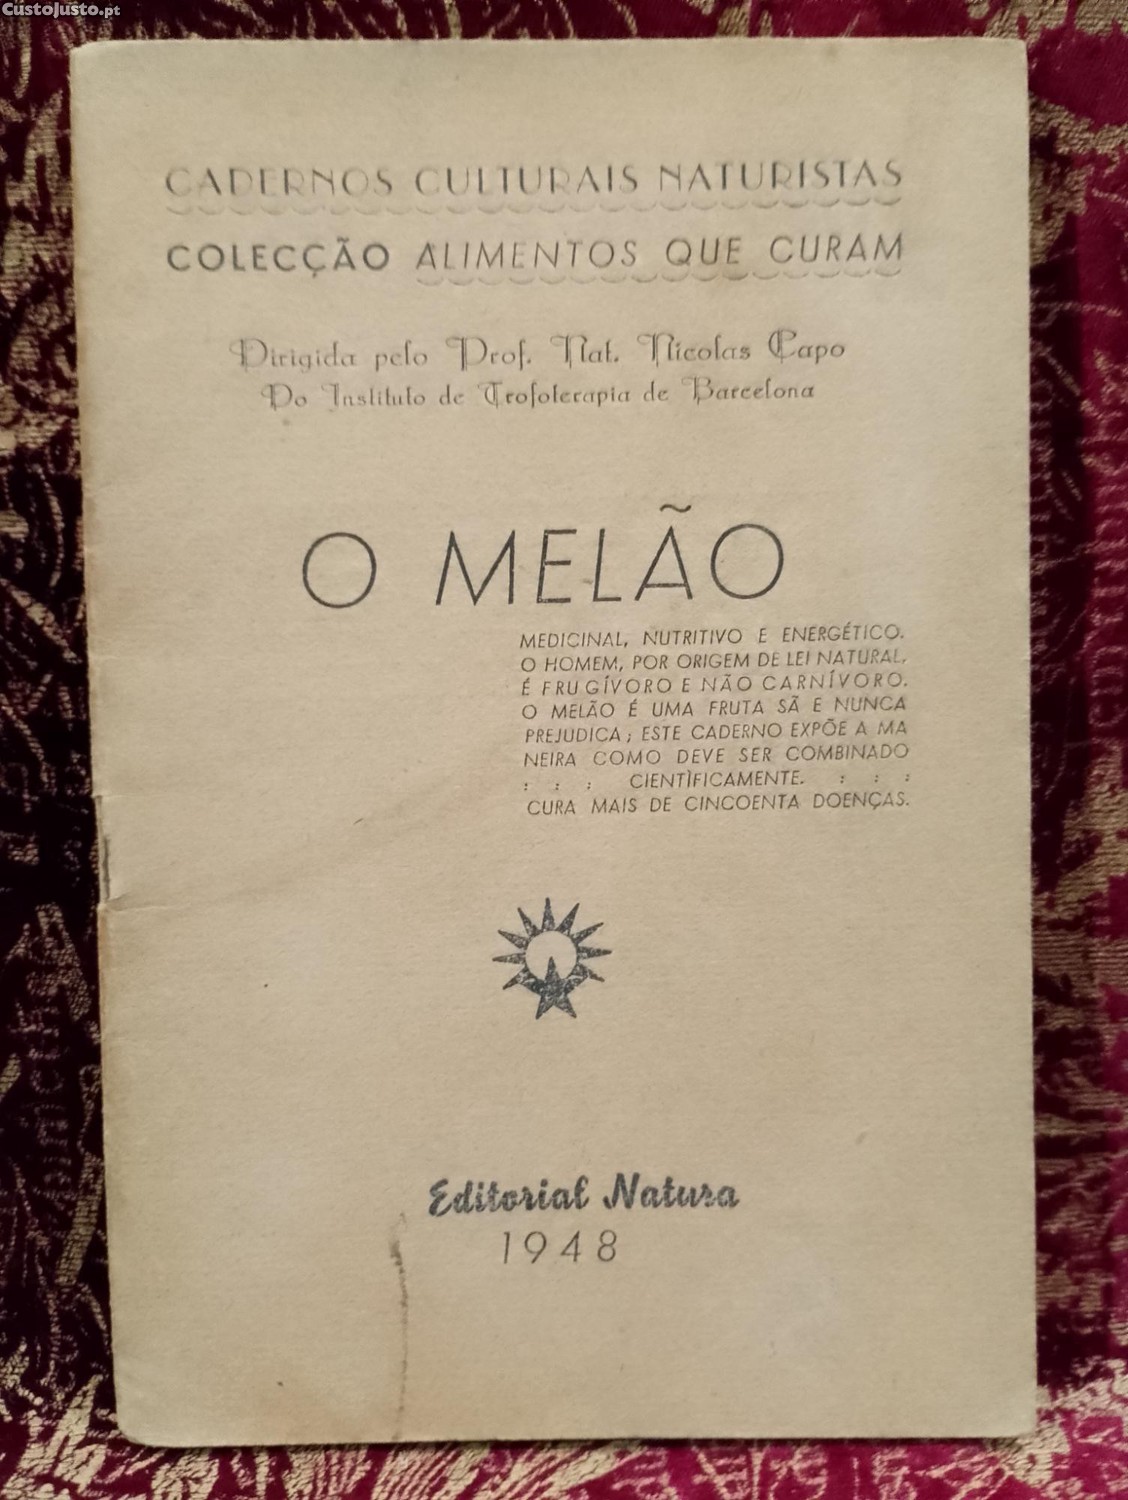 CustoJusto.pt
CADERNOS CULTURAIS NATURISTAS
COLECÇÃO ALIMENTOS QUE CURAM
Dirigida pelo Prof. Nat. Nicolas Capo
Do Instituto de Trofoterapia de Barcelona
O MELÃO
MEDICINAL, NUTRITIVO E ENERGÉTICO.
O HOMEM, POR ORIGEM DE LEI NATURAL,
É FRUGÍVORO E NÃO CARNÍVORO.
O MELÃO É UMA FRUTA SÃ E NUNCA
PREJUDICA; ESTE CADERNO EXPÕE A MA
NEIRA COMO DEVE SER COMBINADO
: : : CIENTÌFICAMENTE. : : :
CURA MAIS DE CINCOENTA DOENÇAS.
Editorial Natura
1948